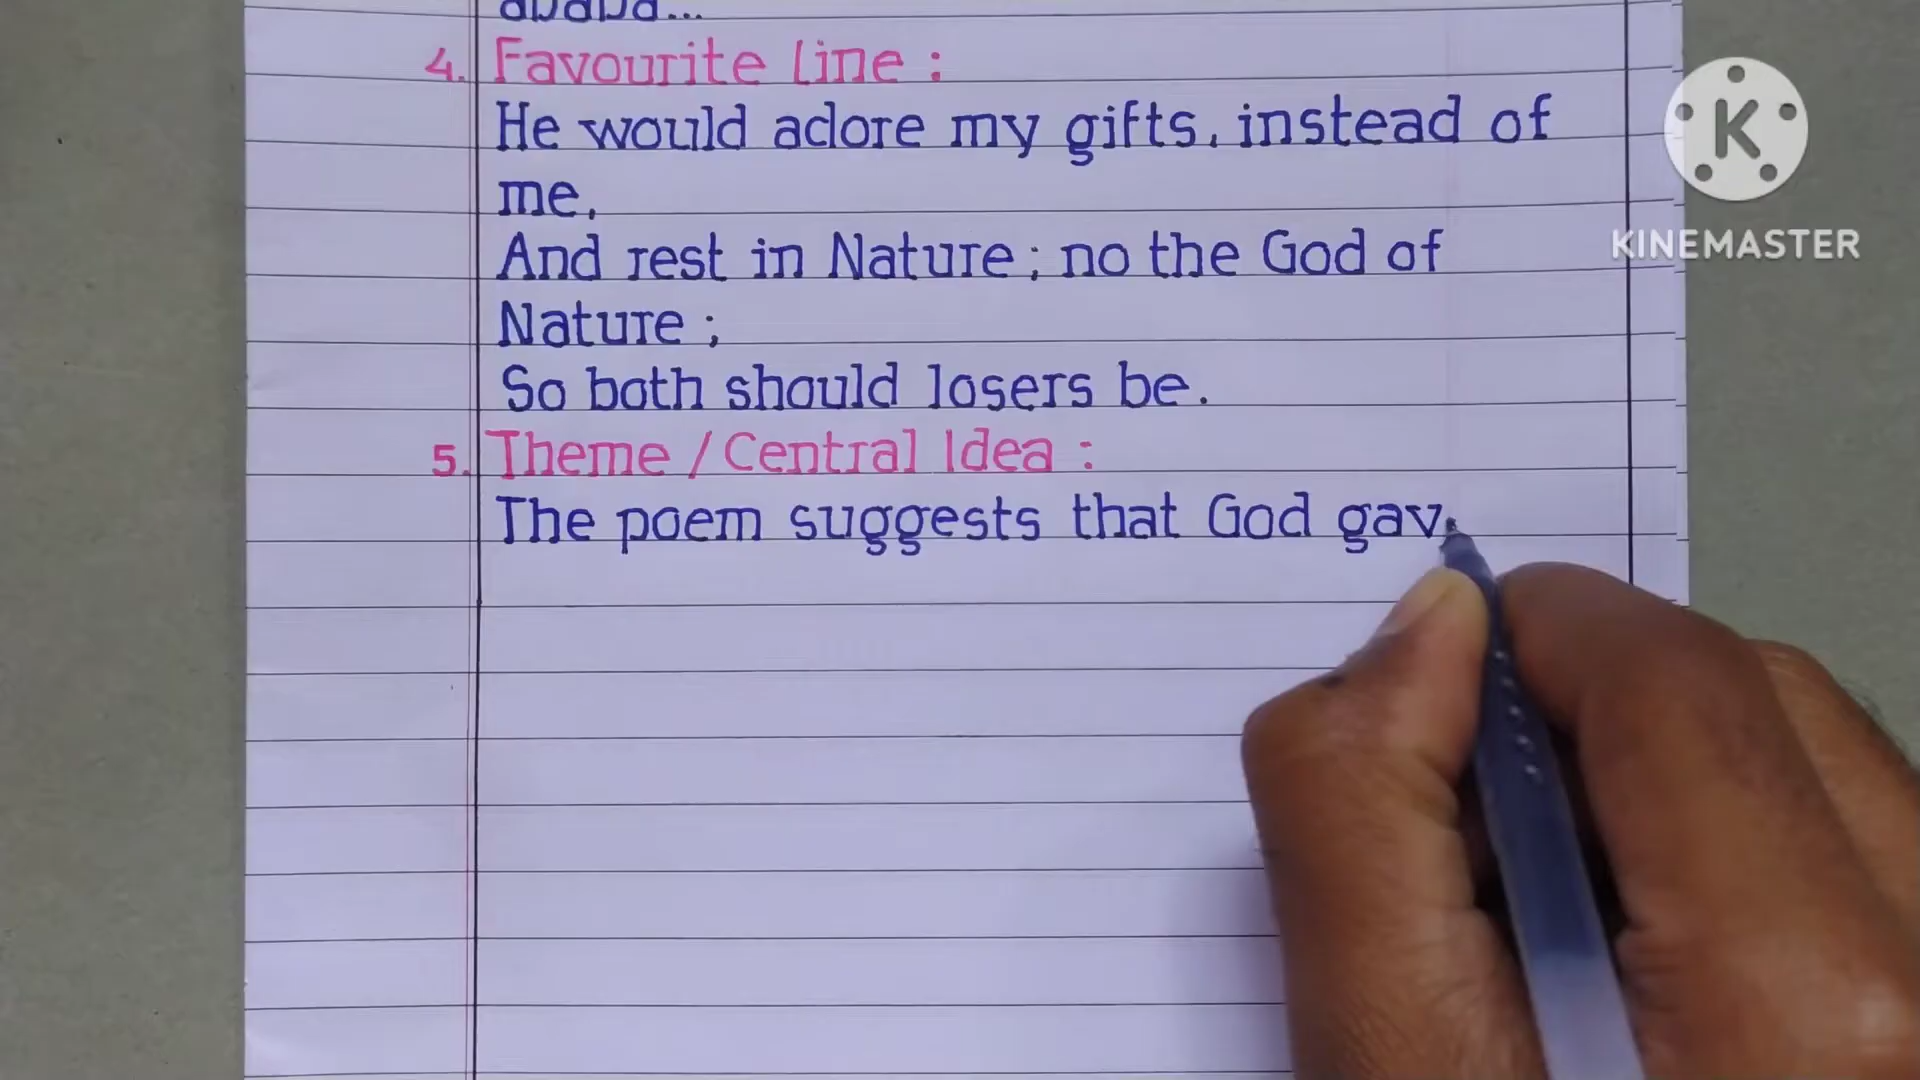 ababa...
4. Favourite line :
He would adore my gifts, instead of
me,
And rest in Nature ; no the God of
Nature ;
So both should losers be.
5. Theme / Central Idea :
The poem suggests that God gav
K
KINEMASTER